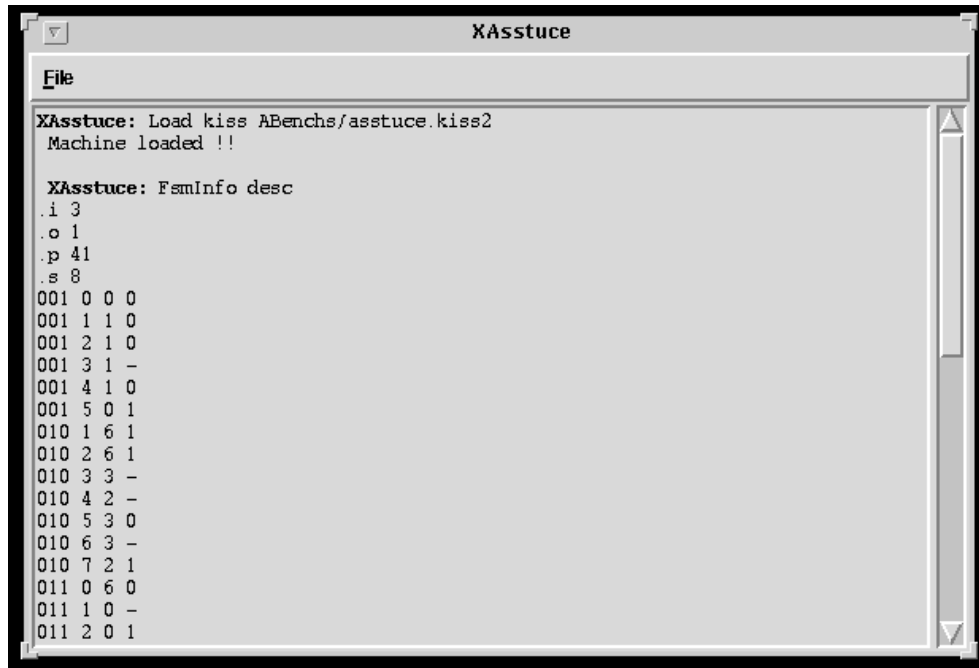 XAsstuce
File
XAsstuce: Load kiss ABenchs/asstuce.kiss2
Machine loaded !!
XAsstuce: FsmInfo desc
.i 3
.o 1
.p 41
.s 8
001 0 0 0
001 1 1 0
001 2 1 0
001 3 1 -
001 4 1 0
001 5 0 1
010 1 6 1
010 2 6 1
010 3 3 -
010 4 2 -
010 5 3 0
010 6 3 -
010 7 2 1
011 0 6 0
011 1 0 -
011 2 0 1